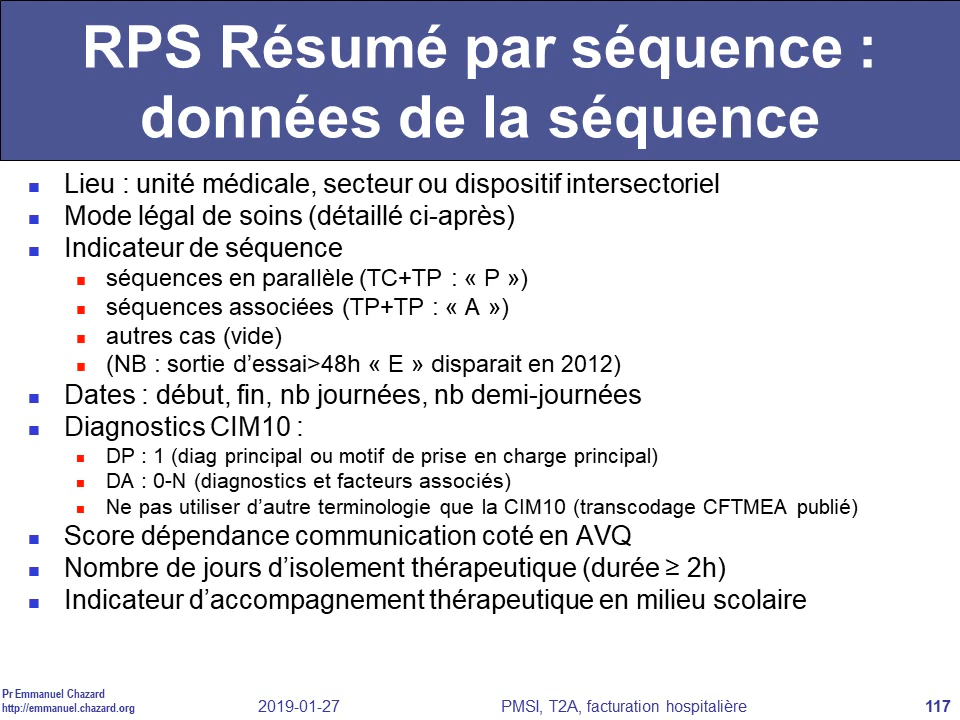 RPS Résumé par séquence :
données de la séquence
Lieu : unité médicale, secteur ou dispositif intersectoriel
Mode légal de soins (détaillé ci-après)
Indicateur de séquence
séquences en parallèle (TC+TP : « P »)
séquences associées (TP+TP : « A »)
autres cas (vide)
(NB : sortie d’essai>48h « E » disparait en 2012)
Dates : début, fin, nb journées, nb demi-journées
Diagnostics CIM10 :
DP : 1 (diag principal ou motif de prise en charge principal)
DA : 0-N (diagnostics et facteurs associés)
Ne pas utiliser d’autre terminologie que la CIM10 (transcodage CFTMEA publié)
Score dépendance communication coté en AVQ
Nombre de jours d’isolement thérapeutique (durée ≥ 2h)
Indicateur d’accompagnement thérapeutique en milieu scolaire
Pr Emmanuel Chazard
http://emmanuel.chazard.org
2019-01-27
PMSI, T2A, facturation hospitalière
117